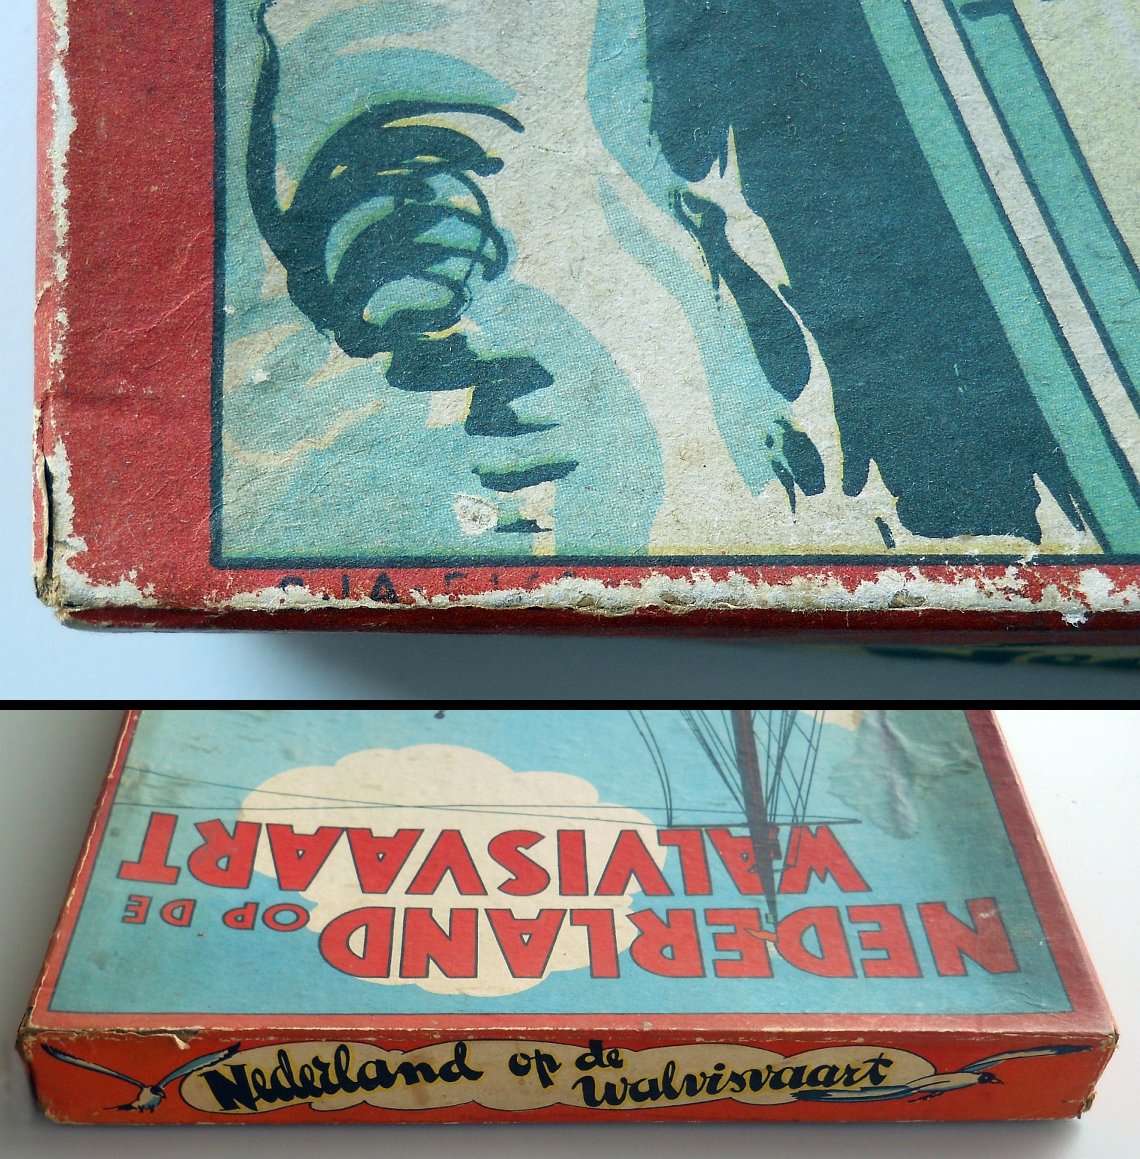 NEDERLAND
OP DE
WALVISVAART
Nederland op de
walvisvaart